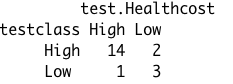 test.Healthcost
testclass High Low
High 14 2
Low 1 3